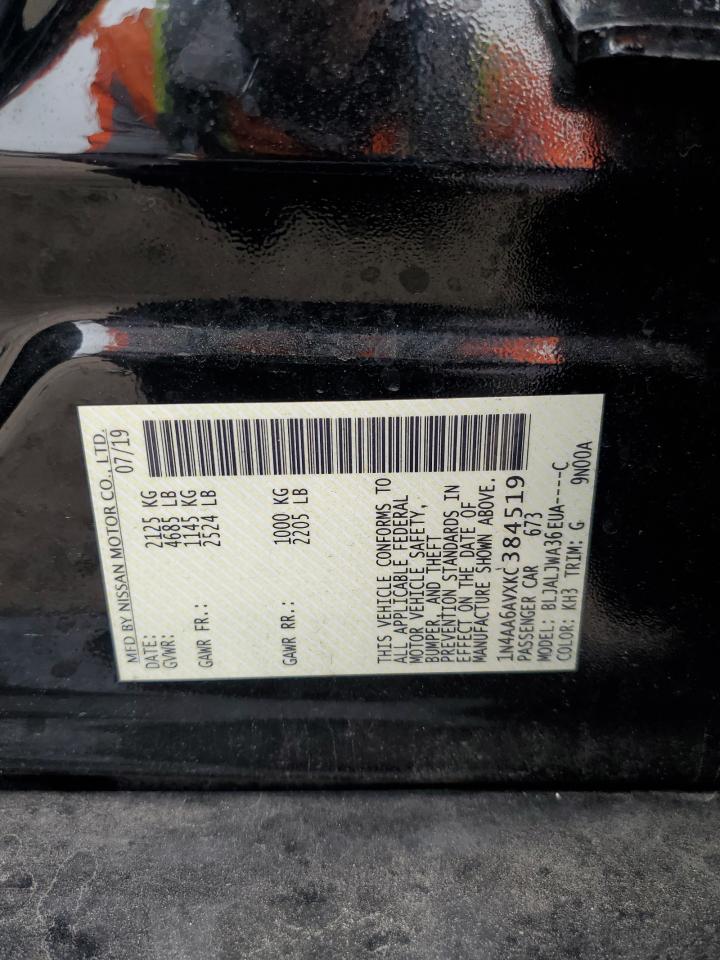 MFD BY NISSAN MOTOR CO., LTD.
DATE: 07/19
GVWR: 2125 KG
4685 LB
GAWR FR.: 1145 KG
2524 LB
GAWR RR.: 1000 KG
2205 LB
THIS VEHICLE CONFORMS TO
ALL APPLICABLE FEDERAL
MOTOR VEHICLE SAFETY,
BUMPER, AND THEFT
PREVENTION STANDARDS IN
EFFECT ON THE DATE OF
MANUFACTURE SHOWN ABOVE.
1N4AA6AVXKC384519
PASSENGER CAR 673
MODEL: BLJALJWA36EUA----C
COLOR: KH3 TRIM: G 9N00A